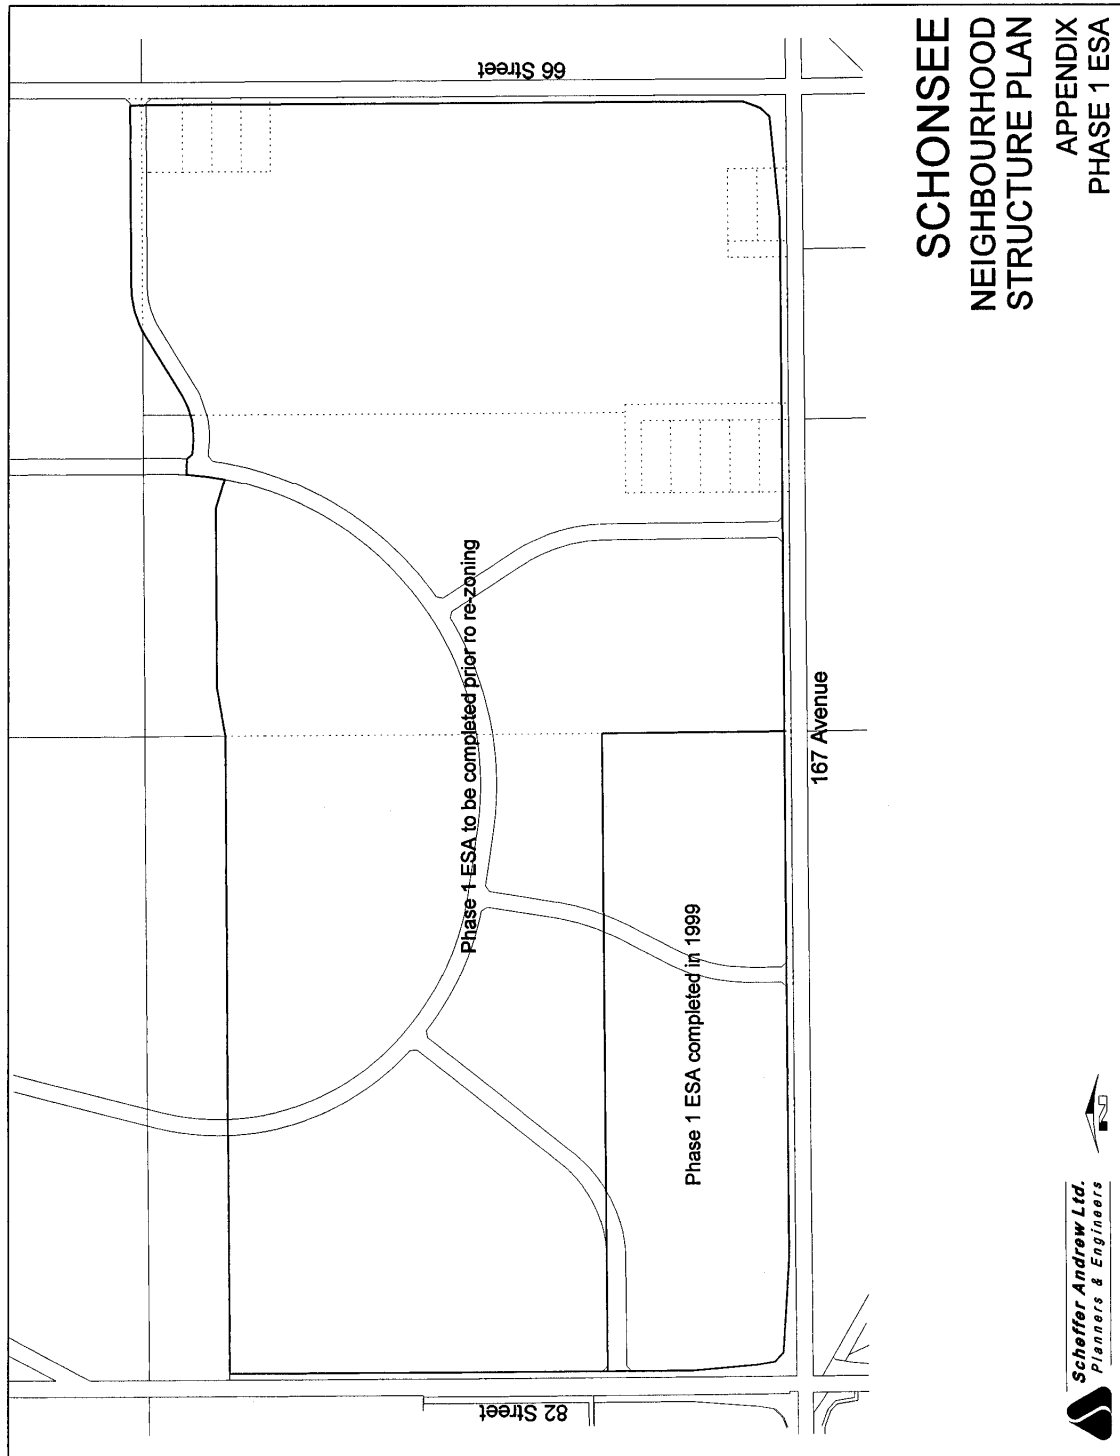 SCHONSEE
NEIGHBOURHOOD
STRUCTURE PLAN
APPENDIX
PHASE 1 ESA
66 Street
Phase 1 ESA to be completed prior ro re-zoning
167 Avenue
Phase 1 ESA completed in 1999
82 Street
Scheffer Andrew Ltd.
Planners & Engineers
N